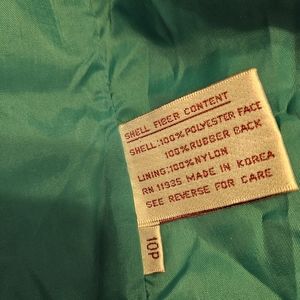 SHELL FIBER CONTENT
SHELL: 100% POLYESTER FACE
100% RUBBER BACK
LINING: 100% NYLON
RN 11935 MADE IN KOREA
SEE REVERSE FOR CARE
10P